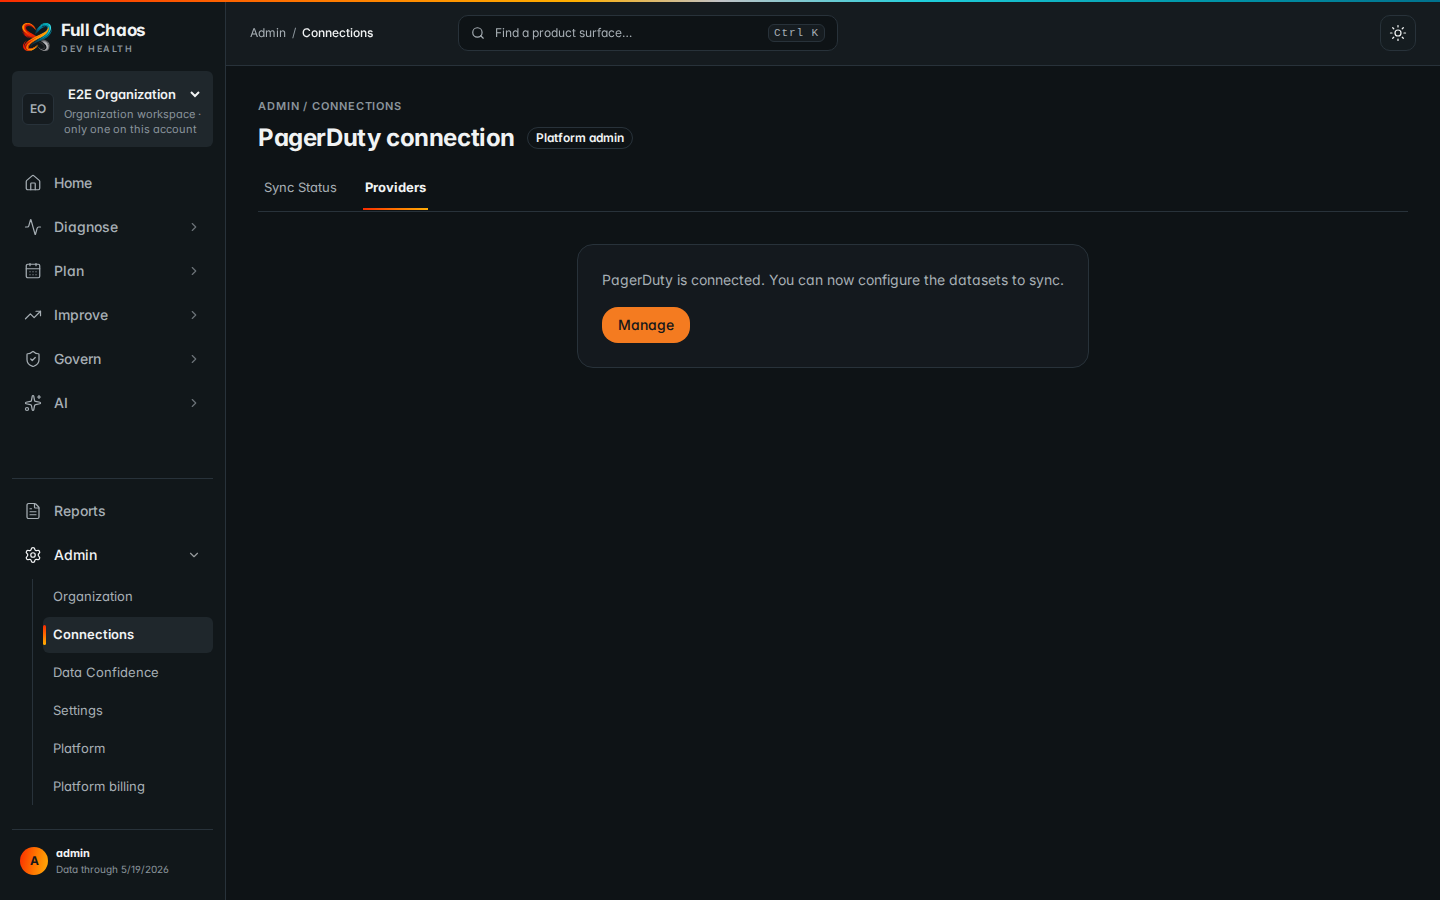 Full Chaos
DEV HEALTH
EO
E2E Organization
Organization workspace ·
only one on this account
Home
Diagnose
Plan
Improve
Govern
AI
Reports
Admin
Organization
Connections
Data Confidence
Settings
Platform
Platform billing
A
admin
Data through 5/19/2026
Admin / Connections
Find a product surface...
Ctrl K
ADMIN / CONNECTIONS
PagerDuty connection
Platform admin
Sync Status
Providers
PagerDuty is connected. You can now configure the datasets to sync.
Manage